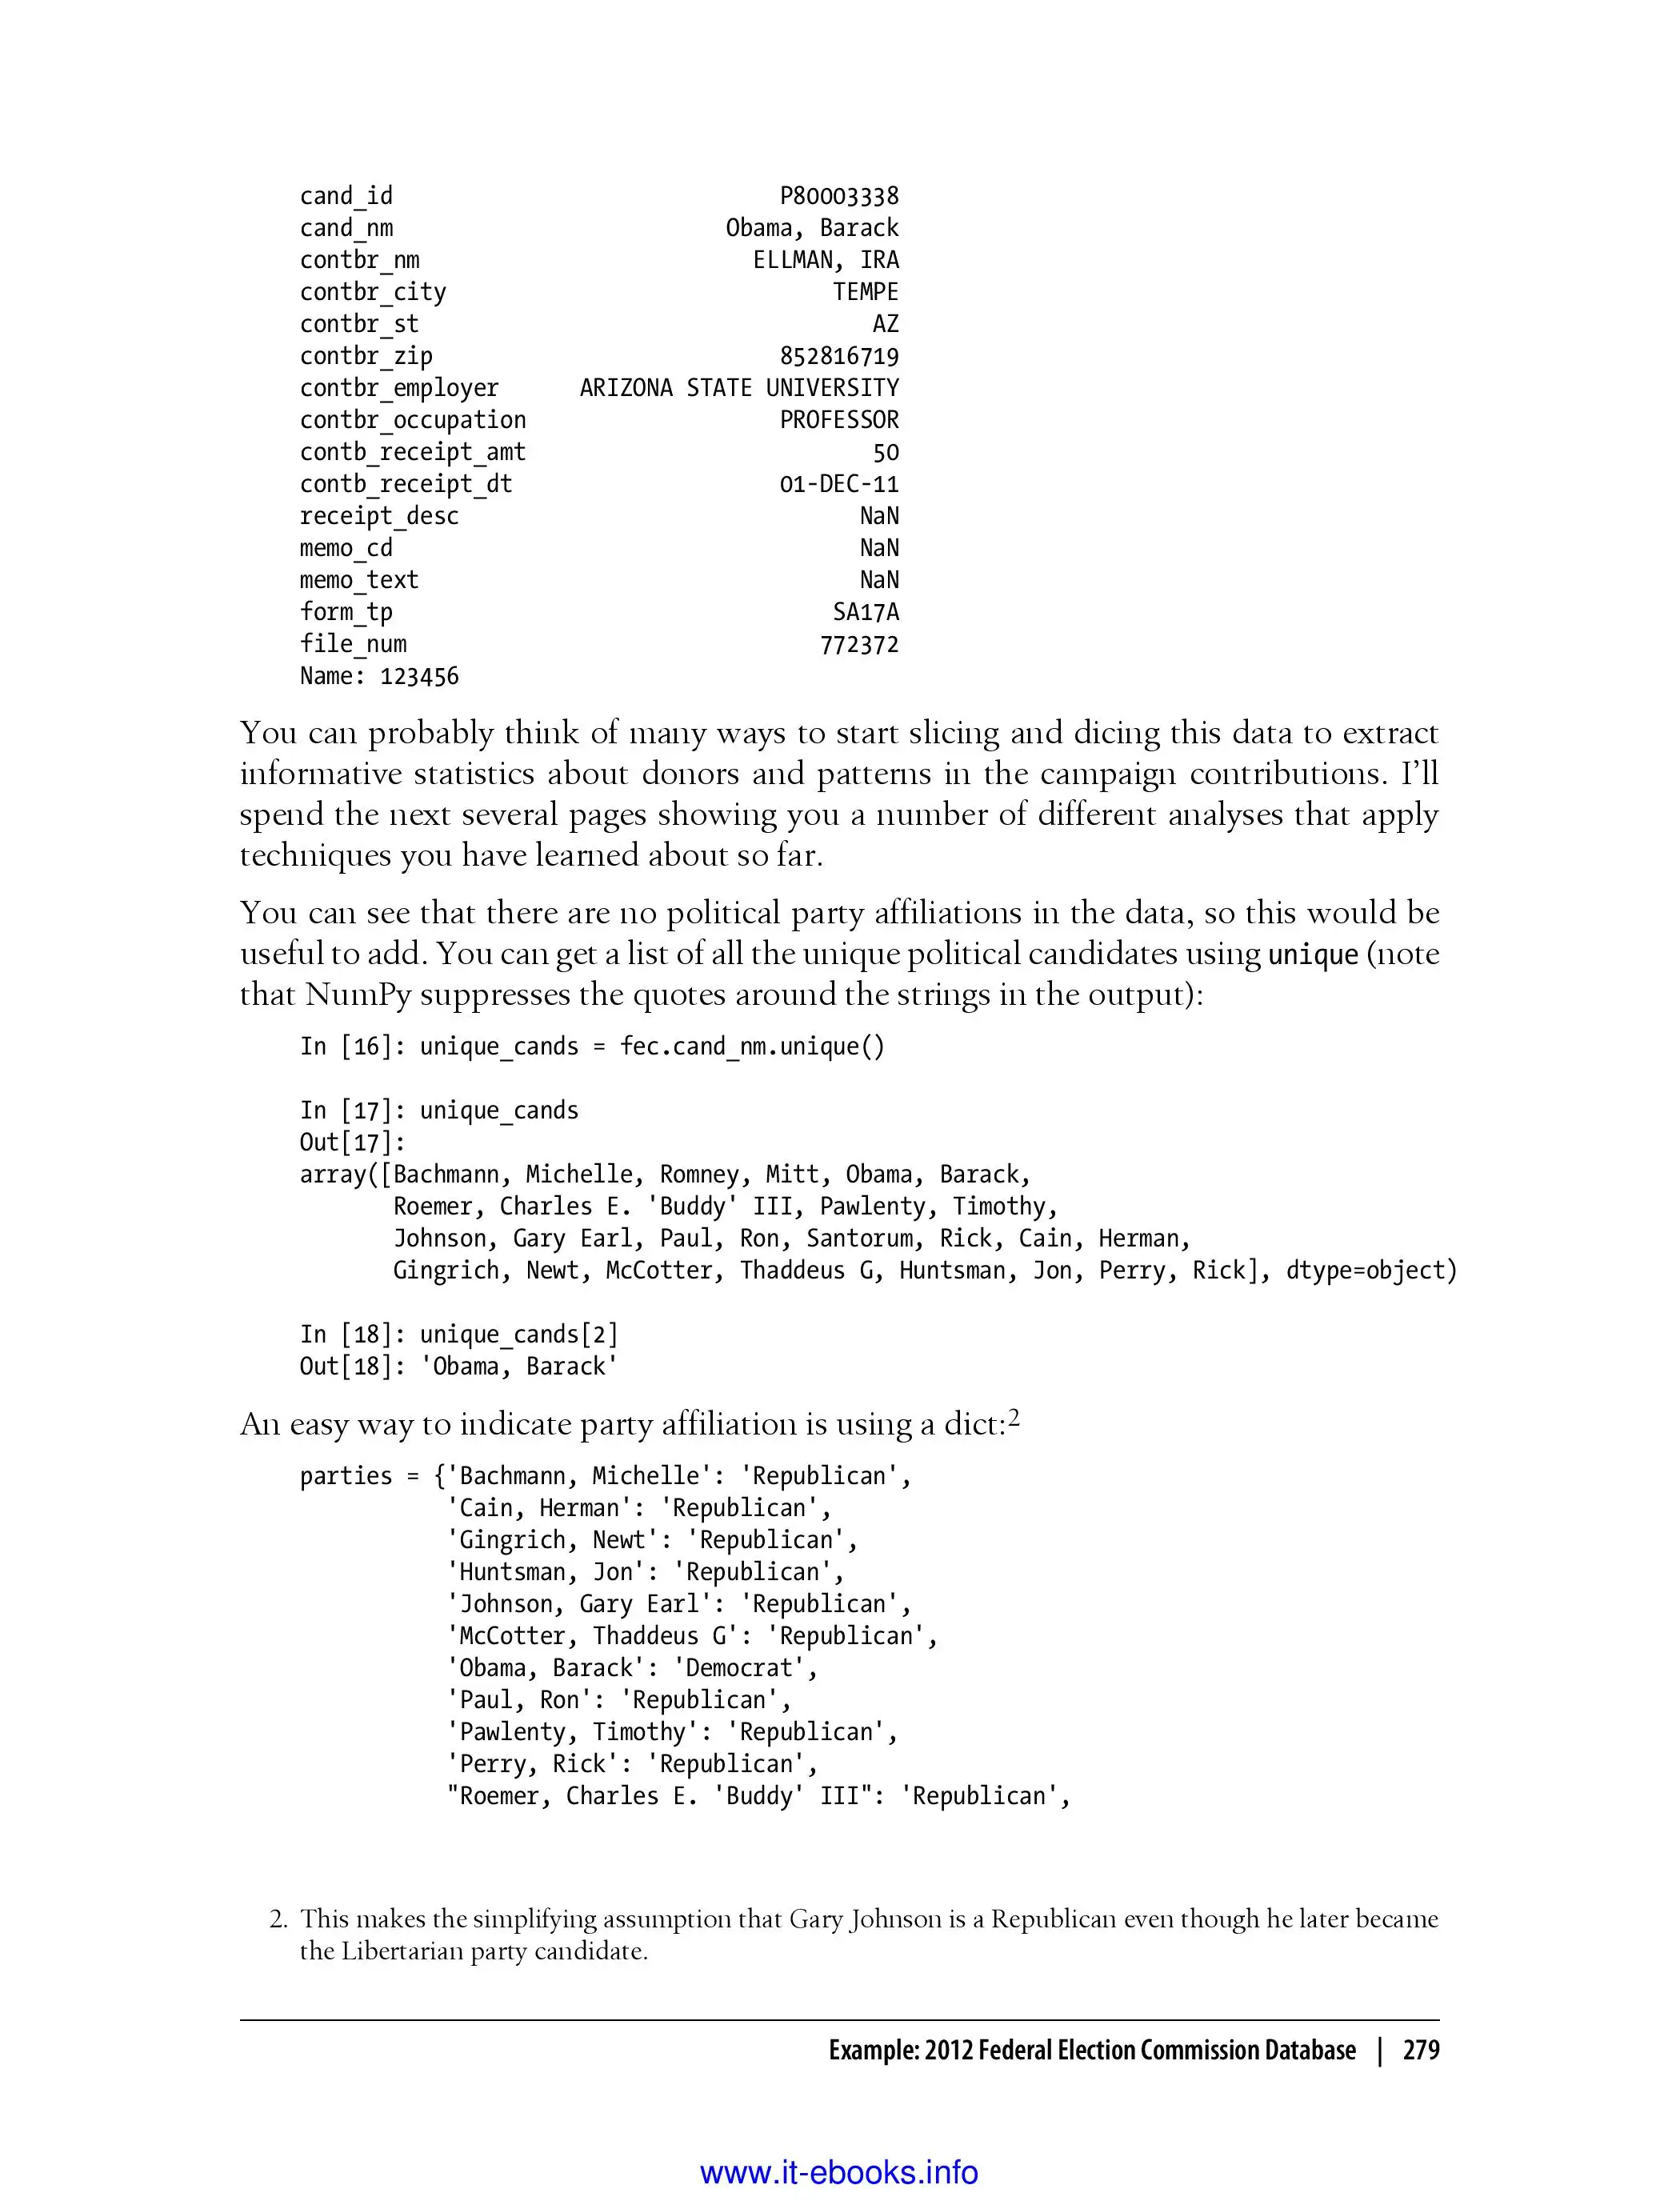 cand_id                             P80003338
cand_nm                         Obama, Barack
contbr_nm                         ELLMAN, IRA
contbr_city                             TEMPE
contbr_st                                  AZ
contbr_zip                          852816719
contbr_employer      ARIZONA STATE UNIVERSITY
contbr_occupation                   PROFESSOR
contb_receipt_amt                          50
contb_receipt_dt                    01-DEC-11
receipt_desc                              NaN
memo_cd                                   NaN
memo_text                                 NaN
form_tp                                 SA17A
file_num                               772372
Name: 123456
You can probably think of many ways to start slicing and dicing this data to extract
informative statistics about donors and patterns in the campaign contributions. I’ll
spend the next several pages showing you a number of different analyses that apply
techniques you have learned about so far.
You can see that there are no political party affiliations in the data, so this would be
useful to add. You can get a list of all the unique political candidates using unique (note
that NumPy suppresses the quotes around the strings in the output):
In [16]: unique_cands = fec.cand_nm.unique()
In [17]: unique_cands
Out[17]:
array([Bachmann, Michelle, Romney, Mitt, Obama, Barack,
       Roemer, Charles E. 'Buddy' III, Pawlenty, Timothy,
       Johnson, Gary Earl, Paul, Ron, Santorum, Rick, Cain, Herman,
       Gingrich, Newt, McCotter, Thaddeus G, Huntsman, Jon, Perry, Rick], dtype=object)
In [18]: unique_cands[2]
Out[18]: 'Obama, Barack'
An easy way to indicate party affiliation is using a dict:2
parties = {'Bachmann, Michelle': 'Republican',
           'Cain, Herman': 'Republican',
           'Gingrich, Newt': 'Republican',
           'Huntsman, Jon': 'Republican',
           'Johnson, Gary Earl': 'Republican',
           'McCotter, Thaddeus G': 'Republican',
           'Obama, Barack': 'Democrat',
           'Paul, Ron': 'Republican',
           'Pawlenty, Timothy': 'Republican',
           'Perry, Rick': 'Republican',
           "Roemer, Charles E. 'Buddy' III": 'Republican',
2. This makes the simplifying assumption that Gary Johnson is a Republican even though he later became
the Libertarian party candidate.
Example: 2012 Federal Election Commission Database | 279
www.it-ebooks.info